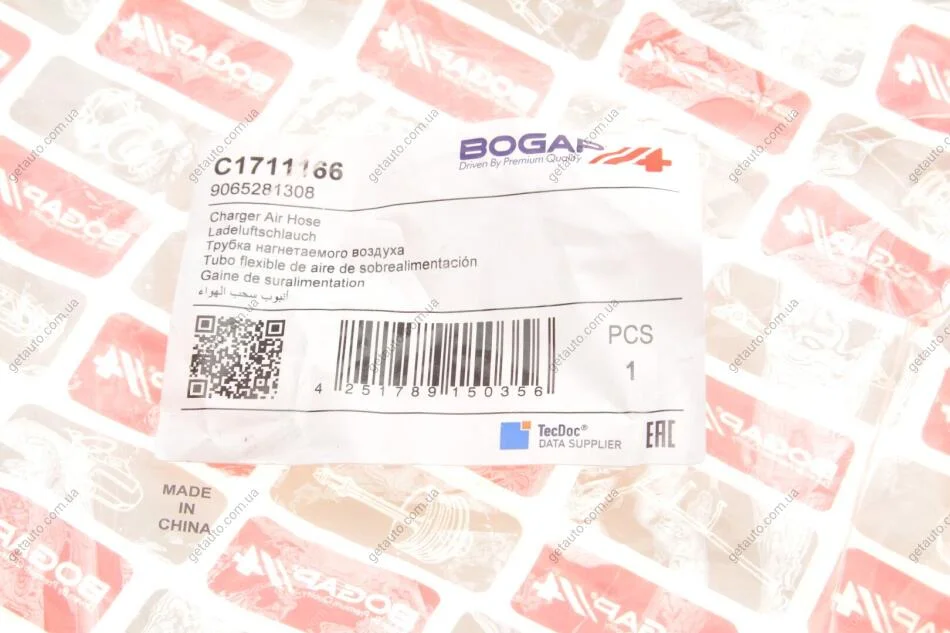 BOGAP
Driven By Premium Quality
C1711166
9065281308
Charger Air Hose
Ladeluftschlauch
Трубка нагнетаемого воздуха
Tubo flexible de aire de sobrealimentación
Gaine de suralimentation
أنبوب سحب الهواء
PCS
1
4 251789 150356
TecDoc®
DATA SUPPLIER
EAC
MADE
IN
CHINA
getauto.com.ua